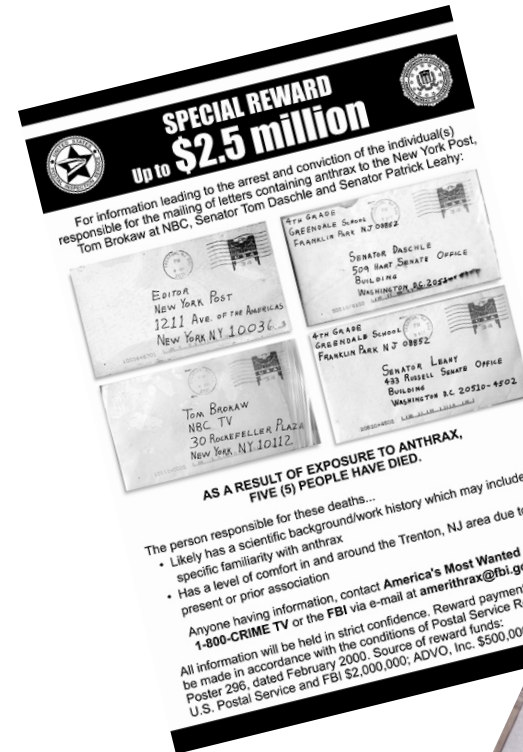 SPECIAL REWARD
Up to $2.5 million
UNITED STATES
For information leading to the arrest and conviction of the individual(s)
responsible for the mailing of letters containing anthrax to the New York Post,
Tom Brokaw at NBC, Senator Tom Daschle and Senator Patrick Leahy:
EDITOR
NEW YORK POST
1211 AVE. OF THE AMERICAS
NEW YORK NY 10036
4TH GRADE
GREENDALE SCHOOL
FRANKLIN PARK NJ 08852
SENATOR DASCHLE
509 HART SENATE OFFICE
BUILDING
WASHINGTON D.C. 20510-
TOM BROKAW
NBC TV
30 ROCKEFELLER PLAZA
NEW YORK NY 10112
4TH GRADE
GREENDALE SCHOOL
FRANKLIN PARK NJ 08852
SENATOR LEAHY
433 RUSSELL SENATE OFFICE
BUILDING
WASHINGTON D.C. 20510-4502
AS A RESULT OF EXPOSURE TO ANTHRAX,
FIVE (5) PEOPLE HAVE DIED.
The person responsible for these deaths...
• Likely has a scientific background/work history which may include
specific familiarity with anthrax
• Has a level of comfort in and around the Trenton, NJ area due to
present or prior association
Anyone having information, contact America's Most Wanted
1-800-CRIME TV or the FBI via e-mail at amerithrax@fbi.go
All information will be held in strict confidence. Reward payment
be made in accordance with the conditions of Postal Service Re
Poster 296, dated February 2000. Source of reward funds:
U.S. Postal Service and FBI $2,000,000; ADVO, Inc. $500,00